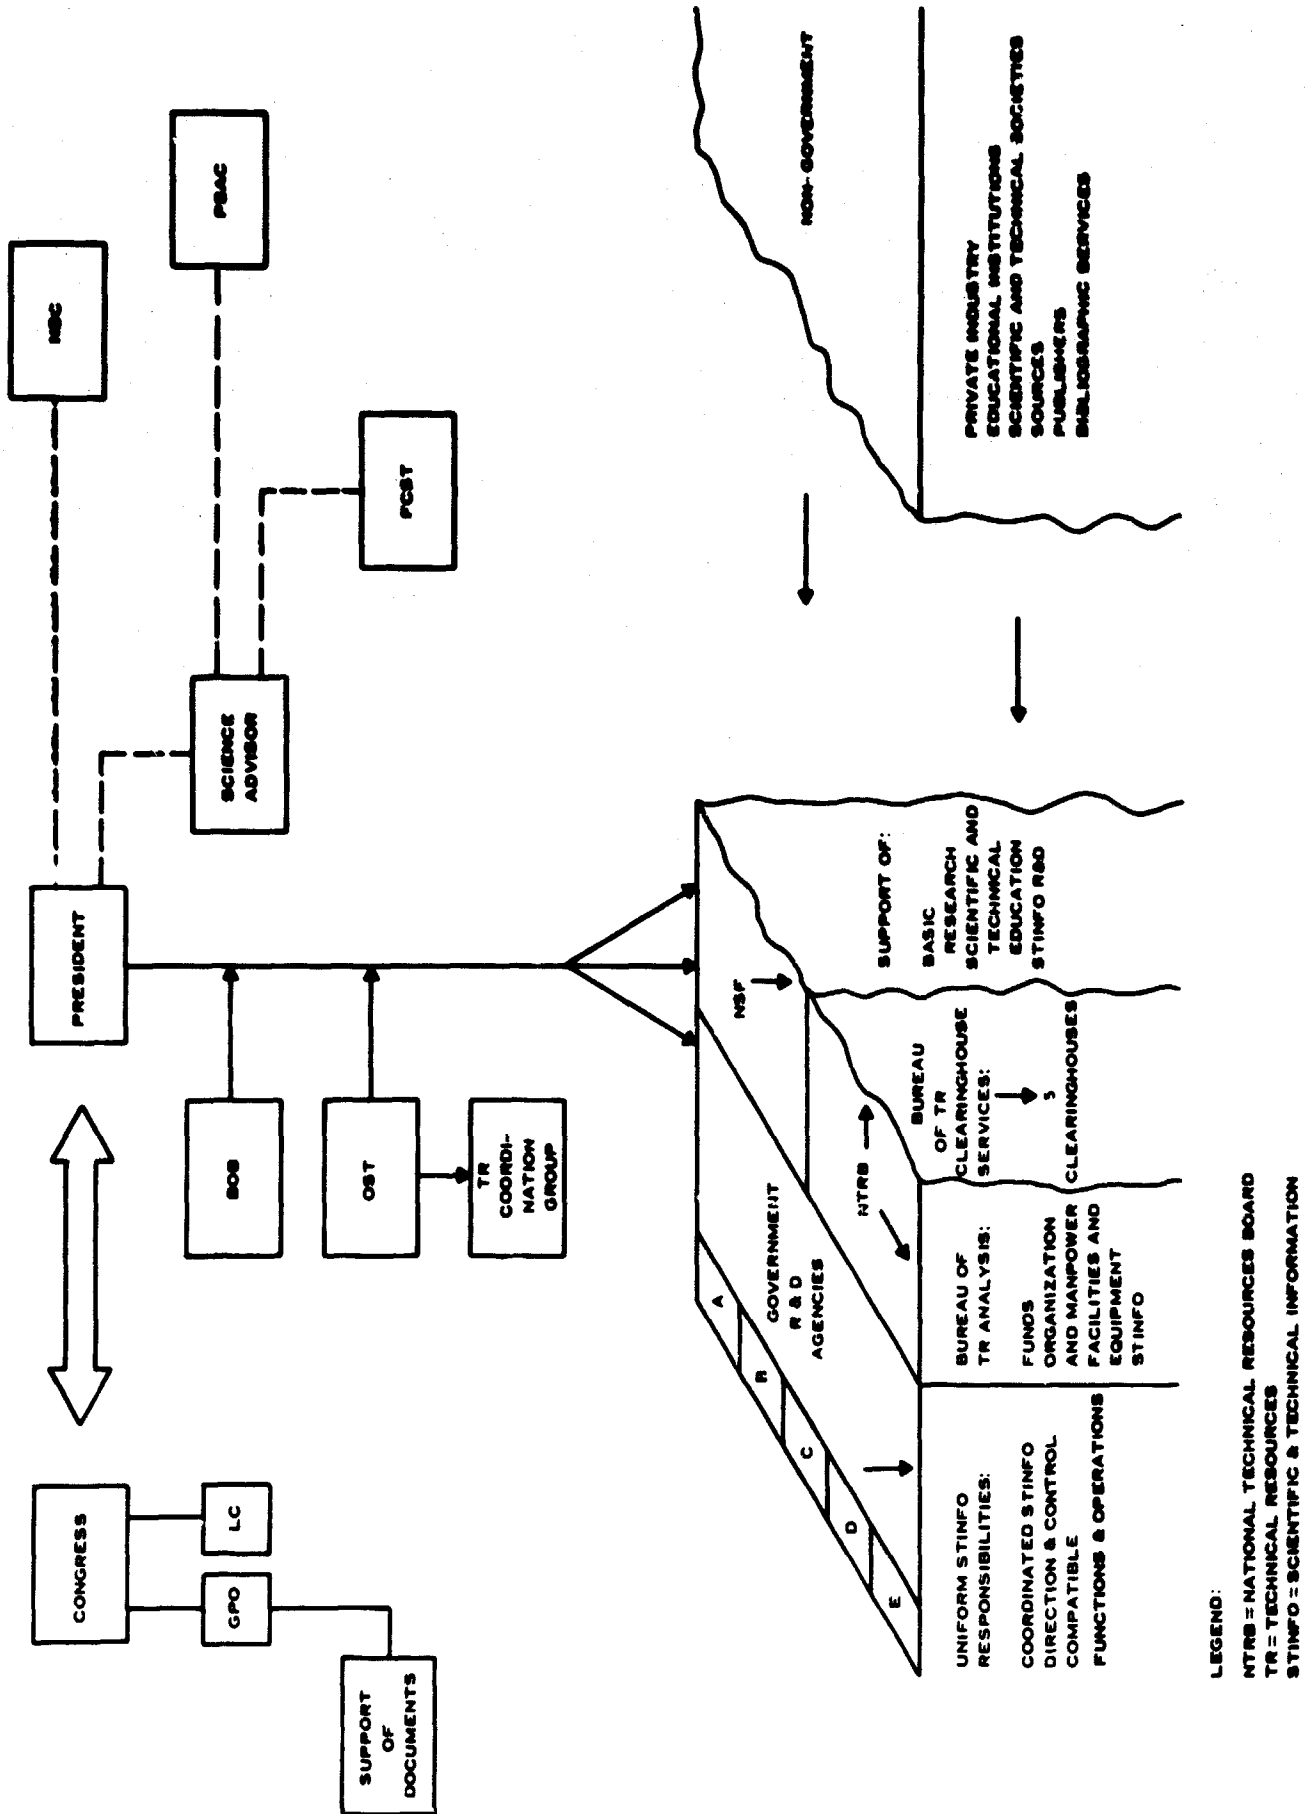 CONGRESS
GPO
LC
SUPPORT
OF
DOCUMENTS
PRESIDENT
BOB
OST
TR
COORDI-
NATION
GROUP
NSC
SCIENCE
ADVISOR
PSAC
FCST
A
B
C
D
E
GOVERNMENT
R & D
AGENCIES
NSF
NTRB
NON-GOVERNMENT
UNIFORM STINFO
RESPONSIBILITIES:
COORDINATED STINFO
DIRECTION & CONTROL
COMPATIBLE
FUNCTIONS & OPERATIONS
BUREAU OF
TR ANALYSIS:
FUNDS
ORGANIZATION
AND MANPOWER
FACILITIES AND
EQUIPMENT
STINFO
BUREAU
OF TR
CLEARINGHOUSE
SERVICES:
5
CLEARINGHOUSES
SUPPORT OF:
BASIC
RESEARCH
SCIENTIFIC AND
TECHNICAL
EDUCATION
STINFO R&D
PRIVATE INDUSTRY
EDUCATIONAL INSTITUTIONS
SCIENTIFIC AND TECHNICAL SOCIETIES
SOURCES
PUBLISHERS
BIBLIOGRAPHIC SERVICES
LEGEND:
NTRB = NATIONAL TECHNICAL RESOURCES BOARD
TR = TECHNICAL RESOURCES
STINFO = SCIENTIFIC & TECHNICAL INFORMATION